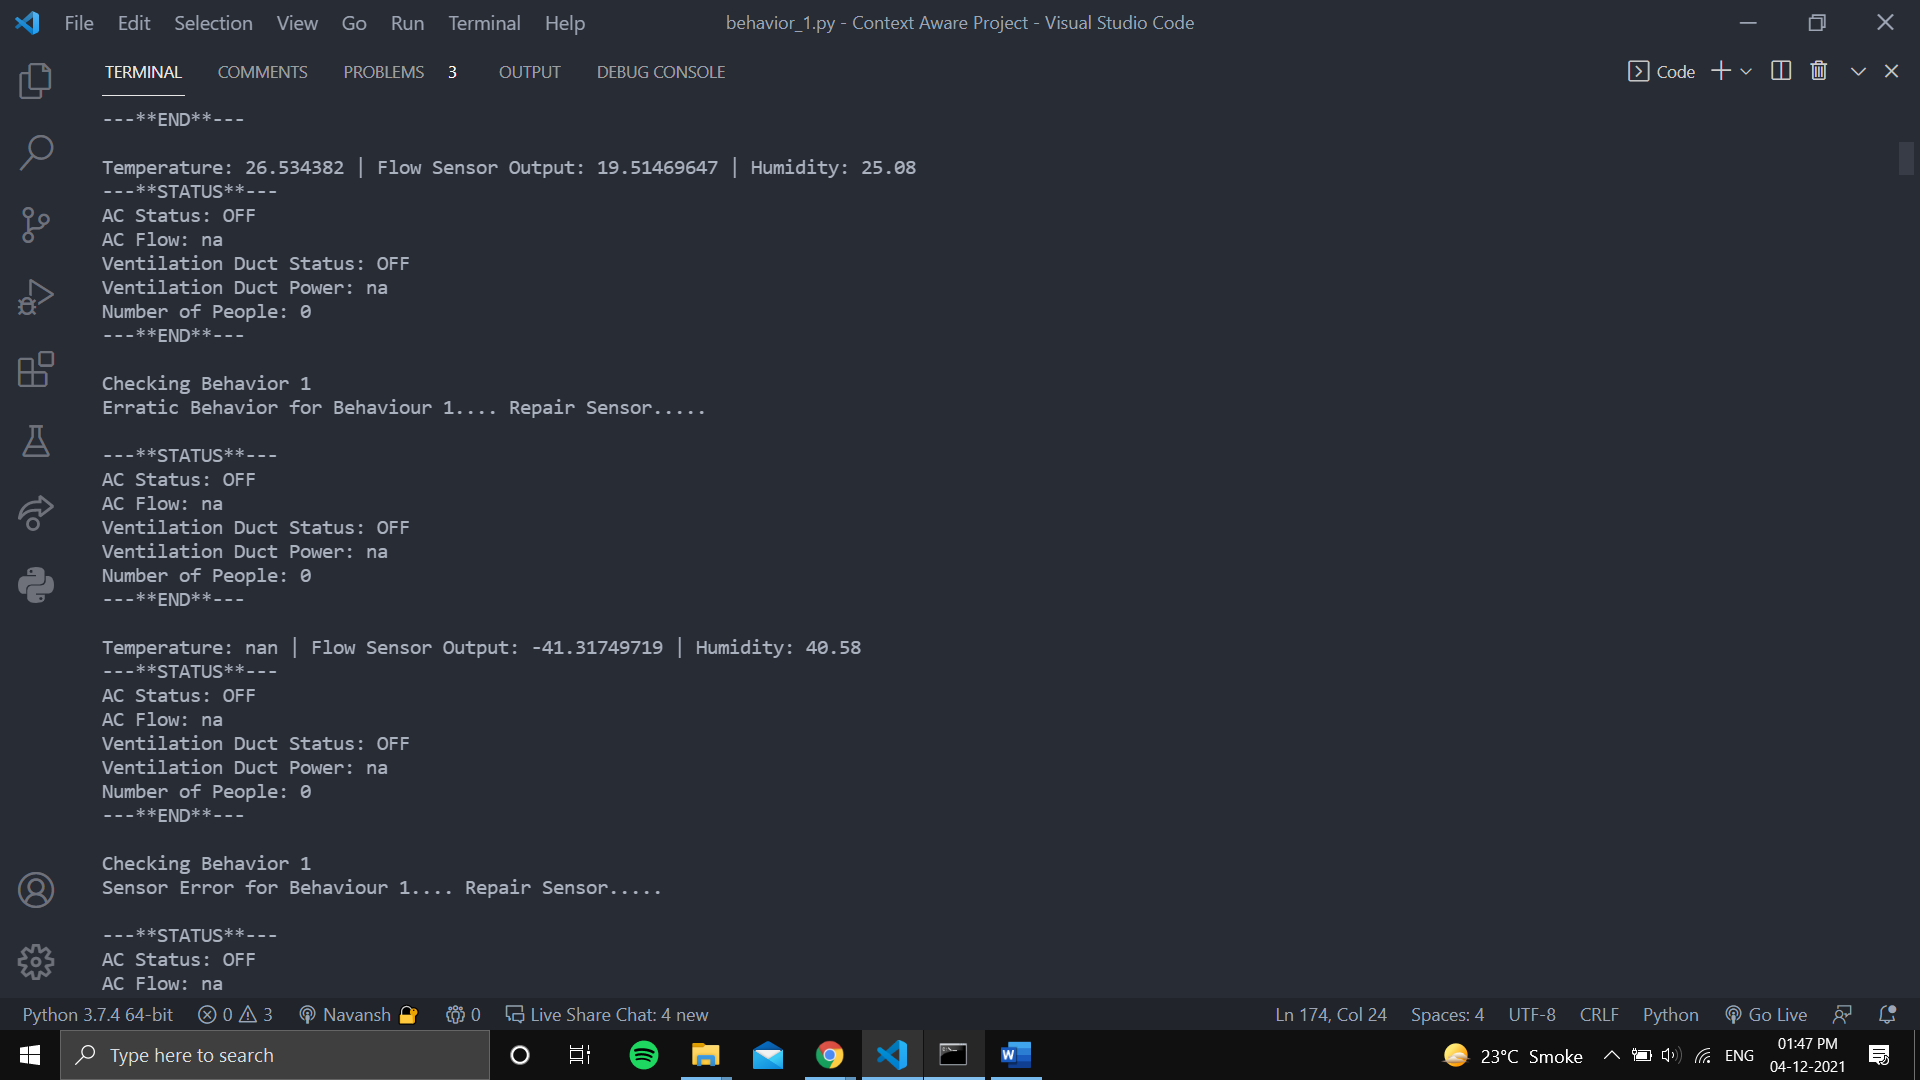 File Edit Selection View Go Run Terminal Help behavior_1.py - Context Aware Project - Visual Studio Code
TERMINAL COMMENTS PROBLEMS 3 OUTPUT DEBUG CONSOLE Code
---**END**---
Temperature: 26.534382 | Flow Sensor Output: 19.51469647 | Humidity: 25.08
---**STATUS**---
AC Status: OFF
AC Flow: na
Ventilation Duct Status: OFF
Ventilation Duct Power: na
Number of People: 0
---**END**---
Checking Behavior 1
Erratic Behavior for Behaviour 1.... Repair Sensor.....
---**STATUS**---
AC Status: OFF
AC Flow: na
Ventilation Duct Status: OFF
Ventilation Duct Power: na
Number of People: 0
---**END**---
Temperature: nan | Flow Sensor Output: -41.31749719 | Humidity: 40.58
---**STATUS**---
AC Status: OFF
AC Flow: na
Ventilation Duct Status: OFF
Ventilation Duct Power: na
Number of People: 0
---**END**---
Checking Behavior 1
Sensor Error for Behaviour 1.... Repair Sensor.....
---**STATUS**---
AC Status: OFF
AC Flow: na
Python 3.7.4 64-bit 0 3 Navansh 0 Live Share Chat: 4 new Ln 174, Col 24 Spaces: 4 UTF-8 CRLF Python Go Live
Type here to search 23°C Smoke ENG 01:47 PM
04-12-2021